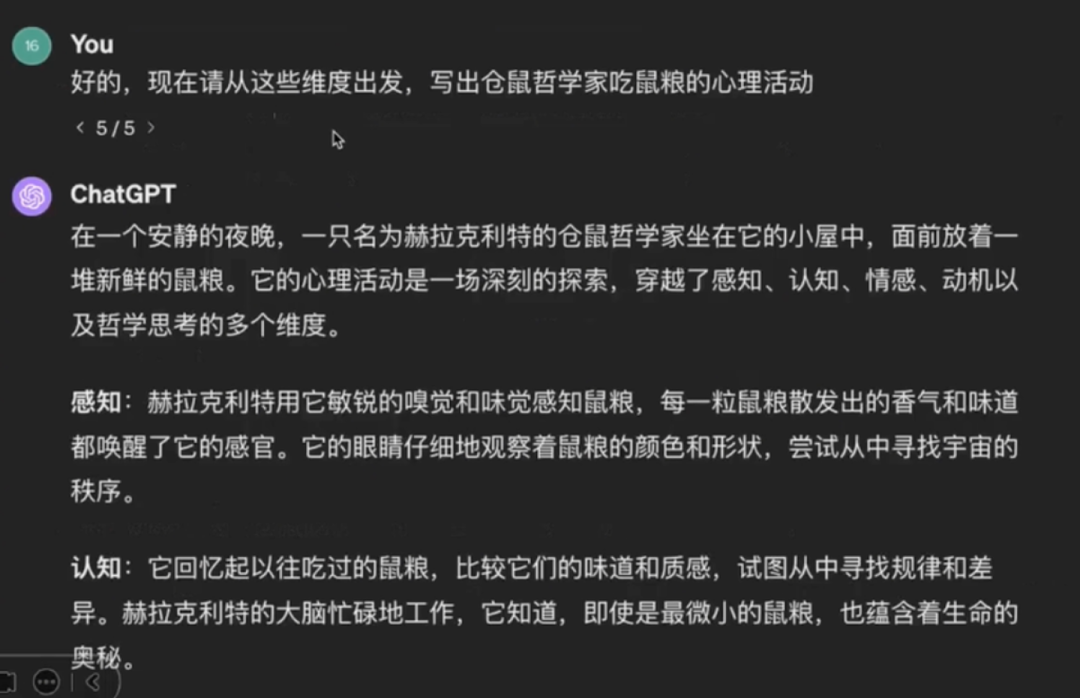 16
You
好的，现在请从这些维度出发，写出仓鼠哲学家吃鼠粮的心理活动
5/5
ChatGPT
在一个安静的夜晚，一只名为赫拉克利特的仓鼠哲学家坐在它的小屋中，面前放着一
堆新鲜的鼠粮。它的心理活动是一场深刻的探索，穿越了感知、认知、情感、动机以
及哲学思考的多个维度。
感知：赫拉克利特用它敏锐的嗅觉和味觉感知鼠粮，每一粒鼠粮散发出的香气和味道
都唤醒了它的感官。它的眼睛仔细地观察着鼠粮的颜色和形状，尝试从中寻找宇宙的
秩序。
认知：它回忆起以往吃过的鼠粮，比较它们的味道和质感，试图从中寻找规律和差
异。赫拉克利特的大脑忙碌地工作，它知道，即使是最微小的鼠粮，也蕴含着生命的
奥秘。